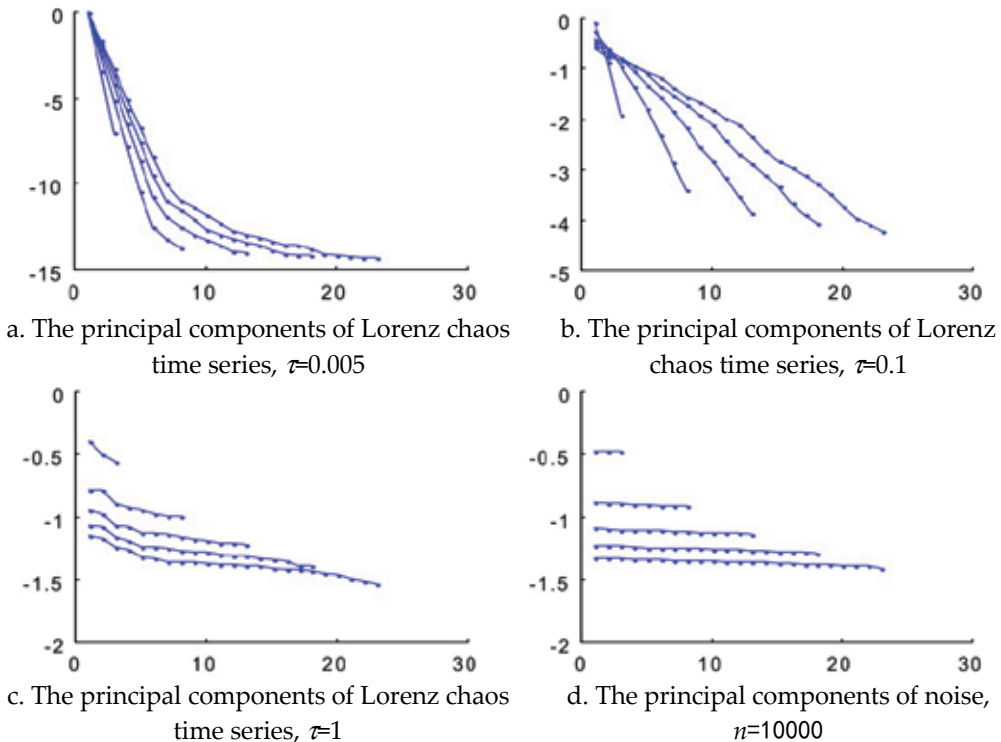 0
-5
-10
-15
0 10 20 30
a. The principal components of Lorenz chaos
time series, τ=0.005
0
-1
-2
-3
-4
-5
0 10 20 30
b. The principal components of Lorenz
chaos time series, τ=0.1
0
-0.5
-1
-1.5
-2
0 10 20 30
c. The principal components of Lorenz chaos
time series, τ=1
0
-0.5
-1
-1.5
-2
0 10 20 30
d. The principal components of noise,
n=10000